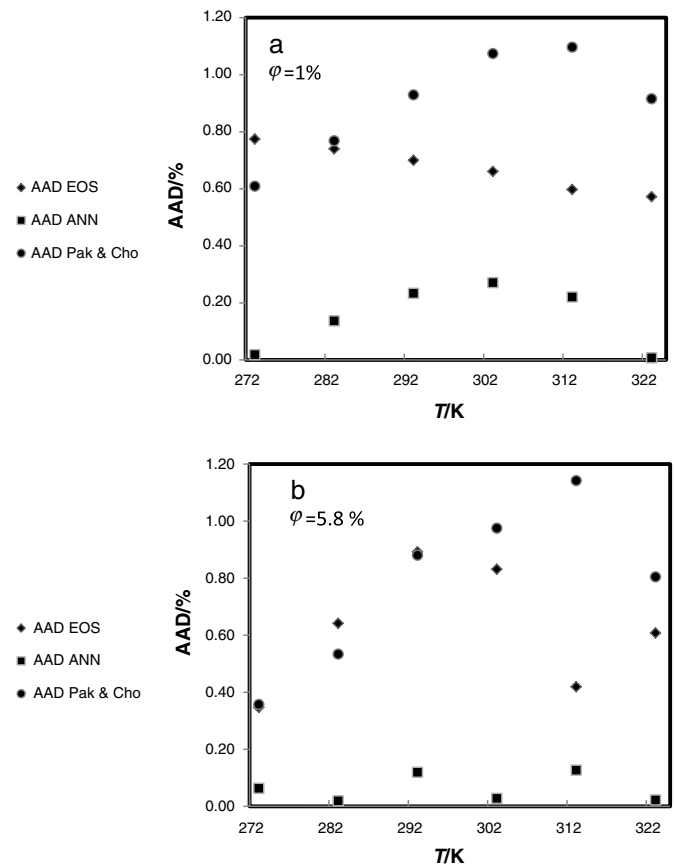 a
φ=1%
1.20
1.00
0.80
0.60
0.40
0.20
0.00
AAD/%
272 282 292 302 312 322
T/K
AAD EOS
AAD ANN
AAD Pak & Cho
b
φ=5.8 %
1.20
1.00
0.80
0.60
0.40
0.20
0.00
AAD/%
272 282 292 302 312 322
T/K
AAD EOS
AAD ANN
AAD Pak & Cho